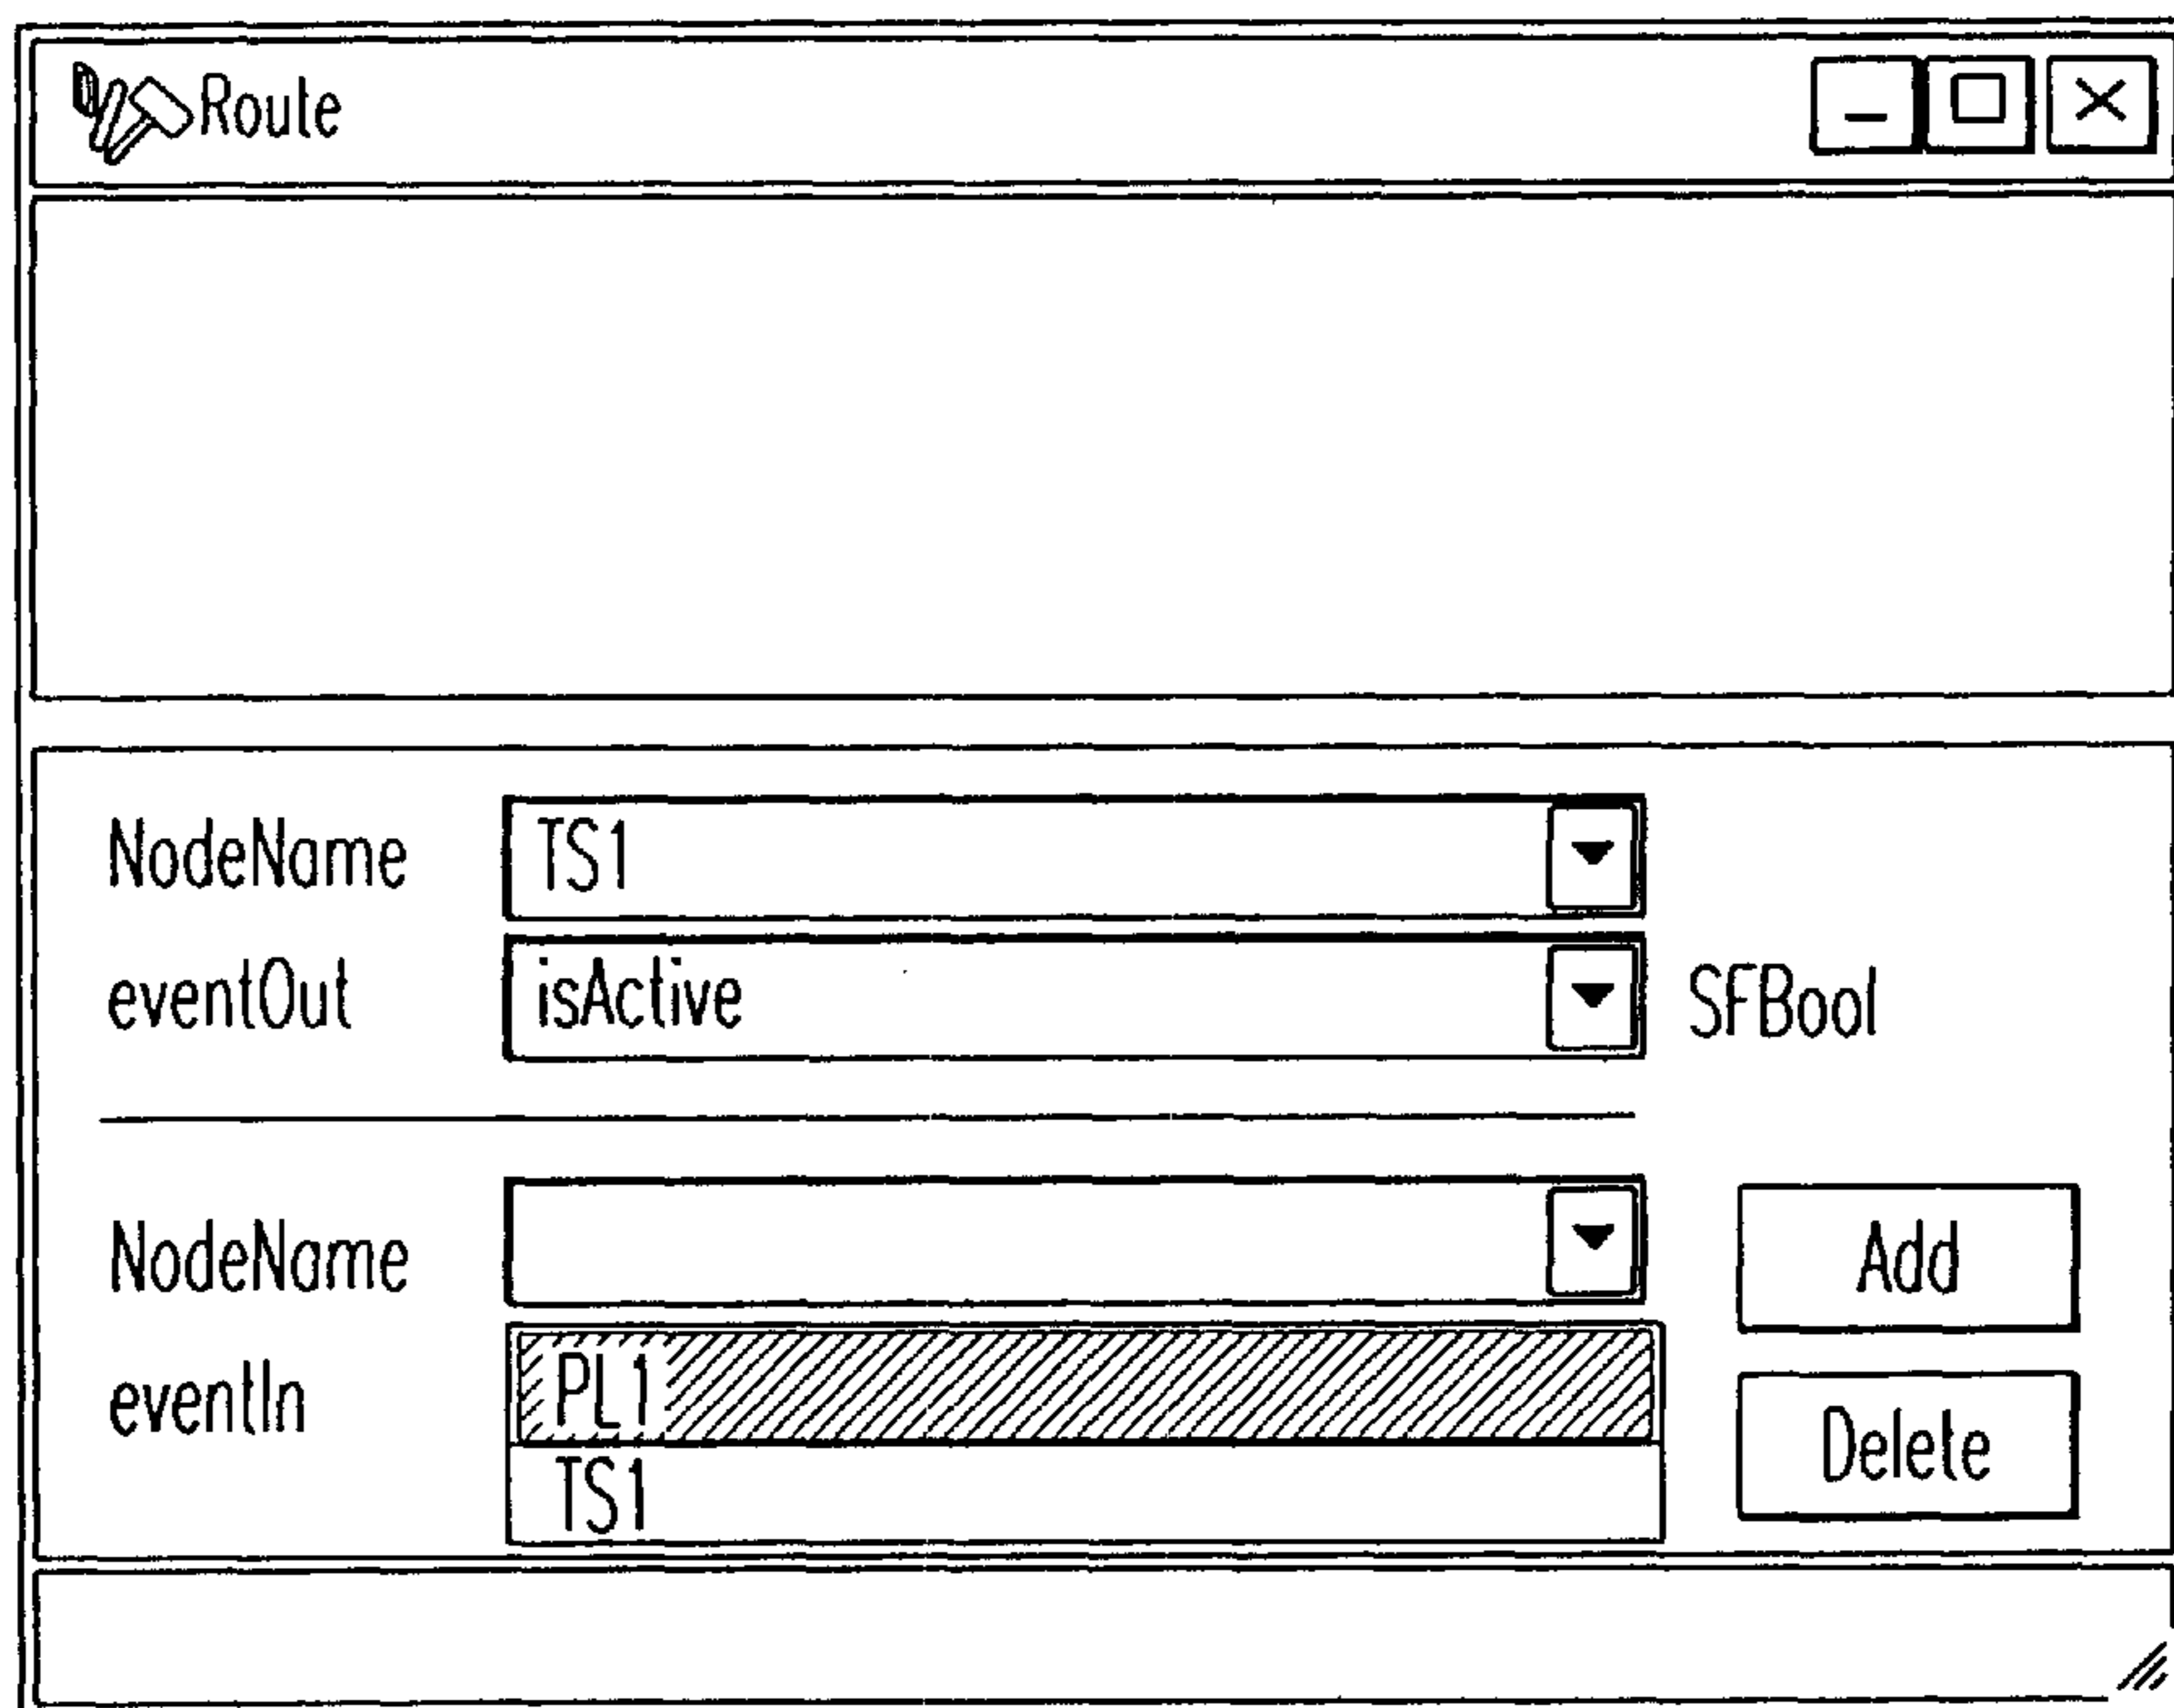 Route
NodeName TS1
eventOut isActive SFBool
NodeName Add
eventIn PL1
TS1 Delete